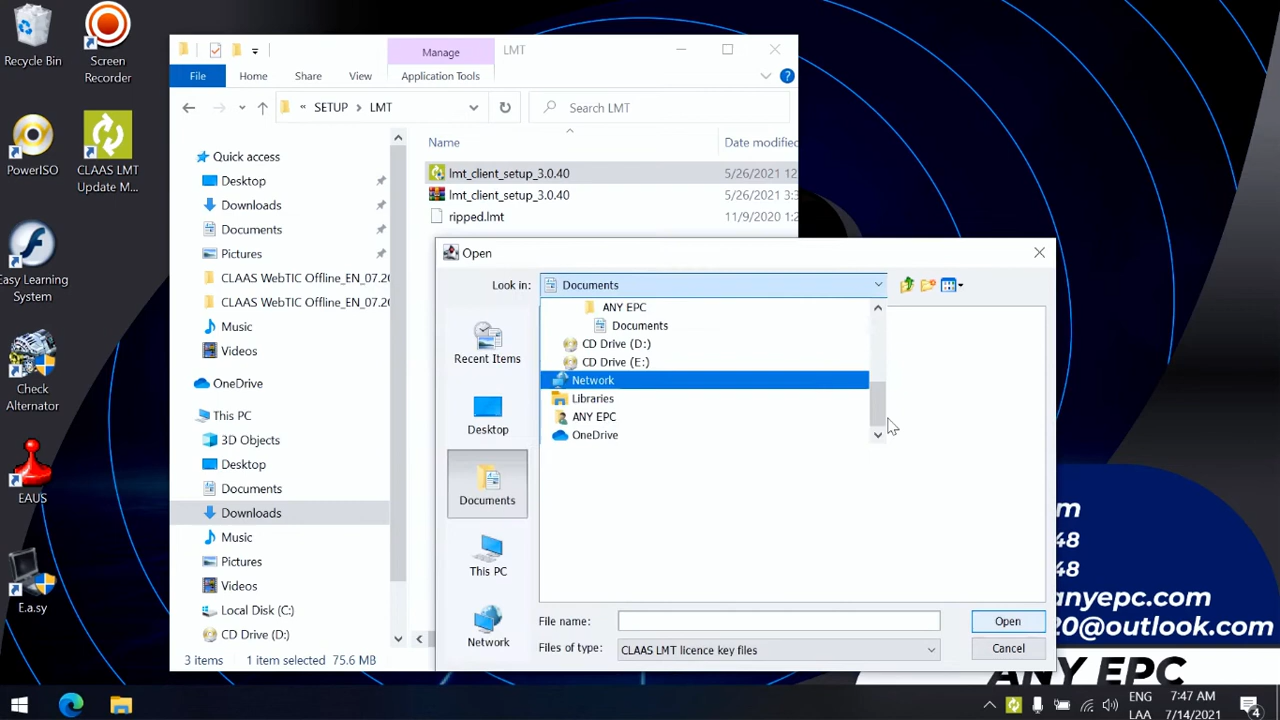 Recycle Bin
Screen
Recorder
PowerISO
CLAAS LMT
Update M...
Easy Learning
System
Check
Alternator
EAUS
E.a.sy
Manage
LMT
File
Home
Share
View
Application Tools
« SETUP > LMT
Search LMT
Name
Date modified
Quick access
Desktop
Downloads
Documents
Pictures
CLAAS WebTIC Offline_EN_07.20
CLAAS WebTIC Offline_EN_07.20
Music
Videos
OneDrive
This PC
3D Objects
Desktop
Documents
Downloads
Music
Pictures
Videos
Local Disk (C:)
CD Drive (D:)
lmt_client_setup_3.0.40 5/26/2021 12
lmt_client_setup_3.0.40 5/26/2021 3:3
ripped.lmt 11/9/2020 1:2
3 items
1 item selected 75.6 MB
Open
Look in:
Documents
ANY EPC
Documents
CD Drive (D:)
CD Drive (E:)
Network
Libraries
ANY EPC
OneDrive
Recent Items
Desktop
Documents
This PC
Network
File name:
Open
Files of type:
CLAAS LMT licence key files
Cancel
m
48
48
anyepc.com
20@outlook.com
ANY EPC
ENG
LAA
7:47 AM
7/14/2021
4